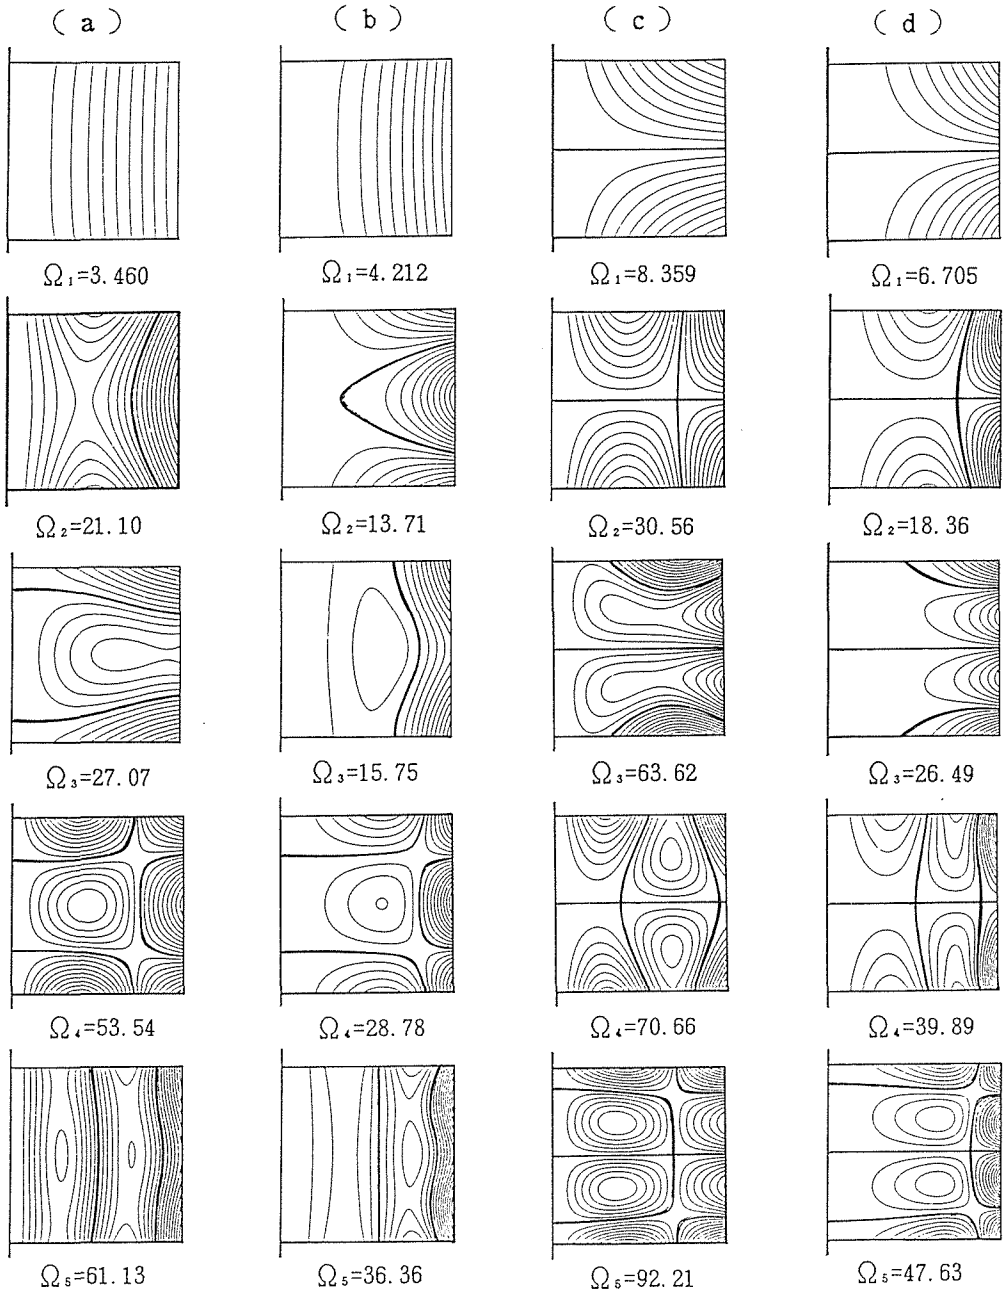 (a) (b) (c) (d)
Ω₁=3.460 Ω₁=4.212 Ω₁=8.359 Ω₁=6.705
Ω₂=21.10 Ω₂=13.71 Ω₂=30.56 Ω₂=18.36
Ω₃=27.07 Ω₃=15.75 Ω₃=63.62 Ω₃=26.49
Ω₄=53.54 Ω₄=28.78 Ω₄=70.66 Ω₄=39.89
Ω₅=61.13 Ω₅=36.36 Ω₅=92.21 Ω₅=47.63